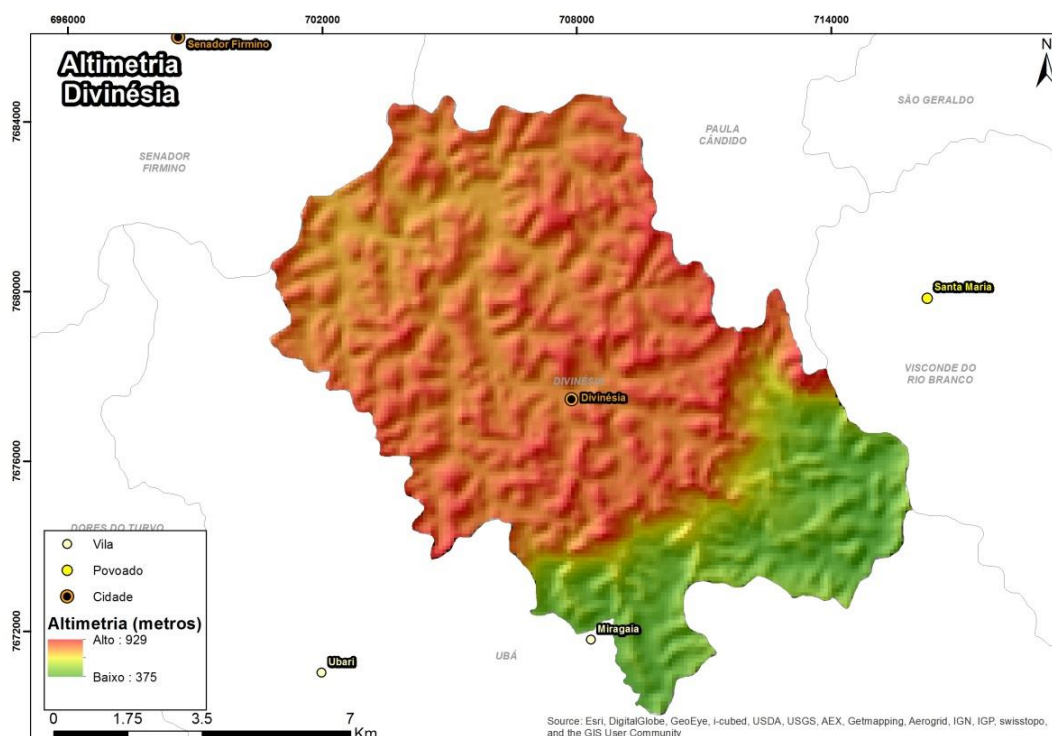 696000
702000
708000
714000
Senador Firmino
N
Altimetria
Divinésia
7684000
SÃO GERALDO
PAULA
CÂNDIDO
SENADOR
FIRMINO
7680000
Santa Maria
VISCONDE DO
RIO BRANCO
DIVINÉSIA
Divinésia
7676000
DORES DO TURVO
Vila
Povoado
Cidade
Altimetria (metros)
Alto : 929
Baixo : 375
7672000
Miragaia
UBÁ
Ubari
0 1.75 3.5 7
Km
Source: Esri, DigitalGlobe, GeoEye, i-cubed, USDA, USGS, AEX, Getmapping, Aerogrid, IGN, IGP, swisstopo,
and the GIS User Community